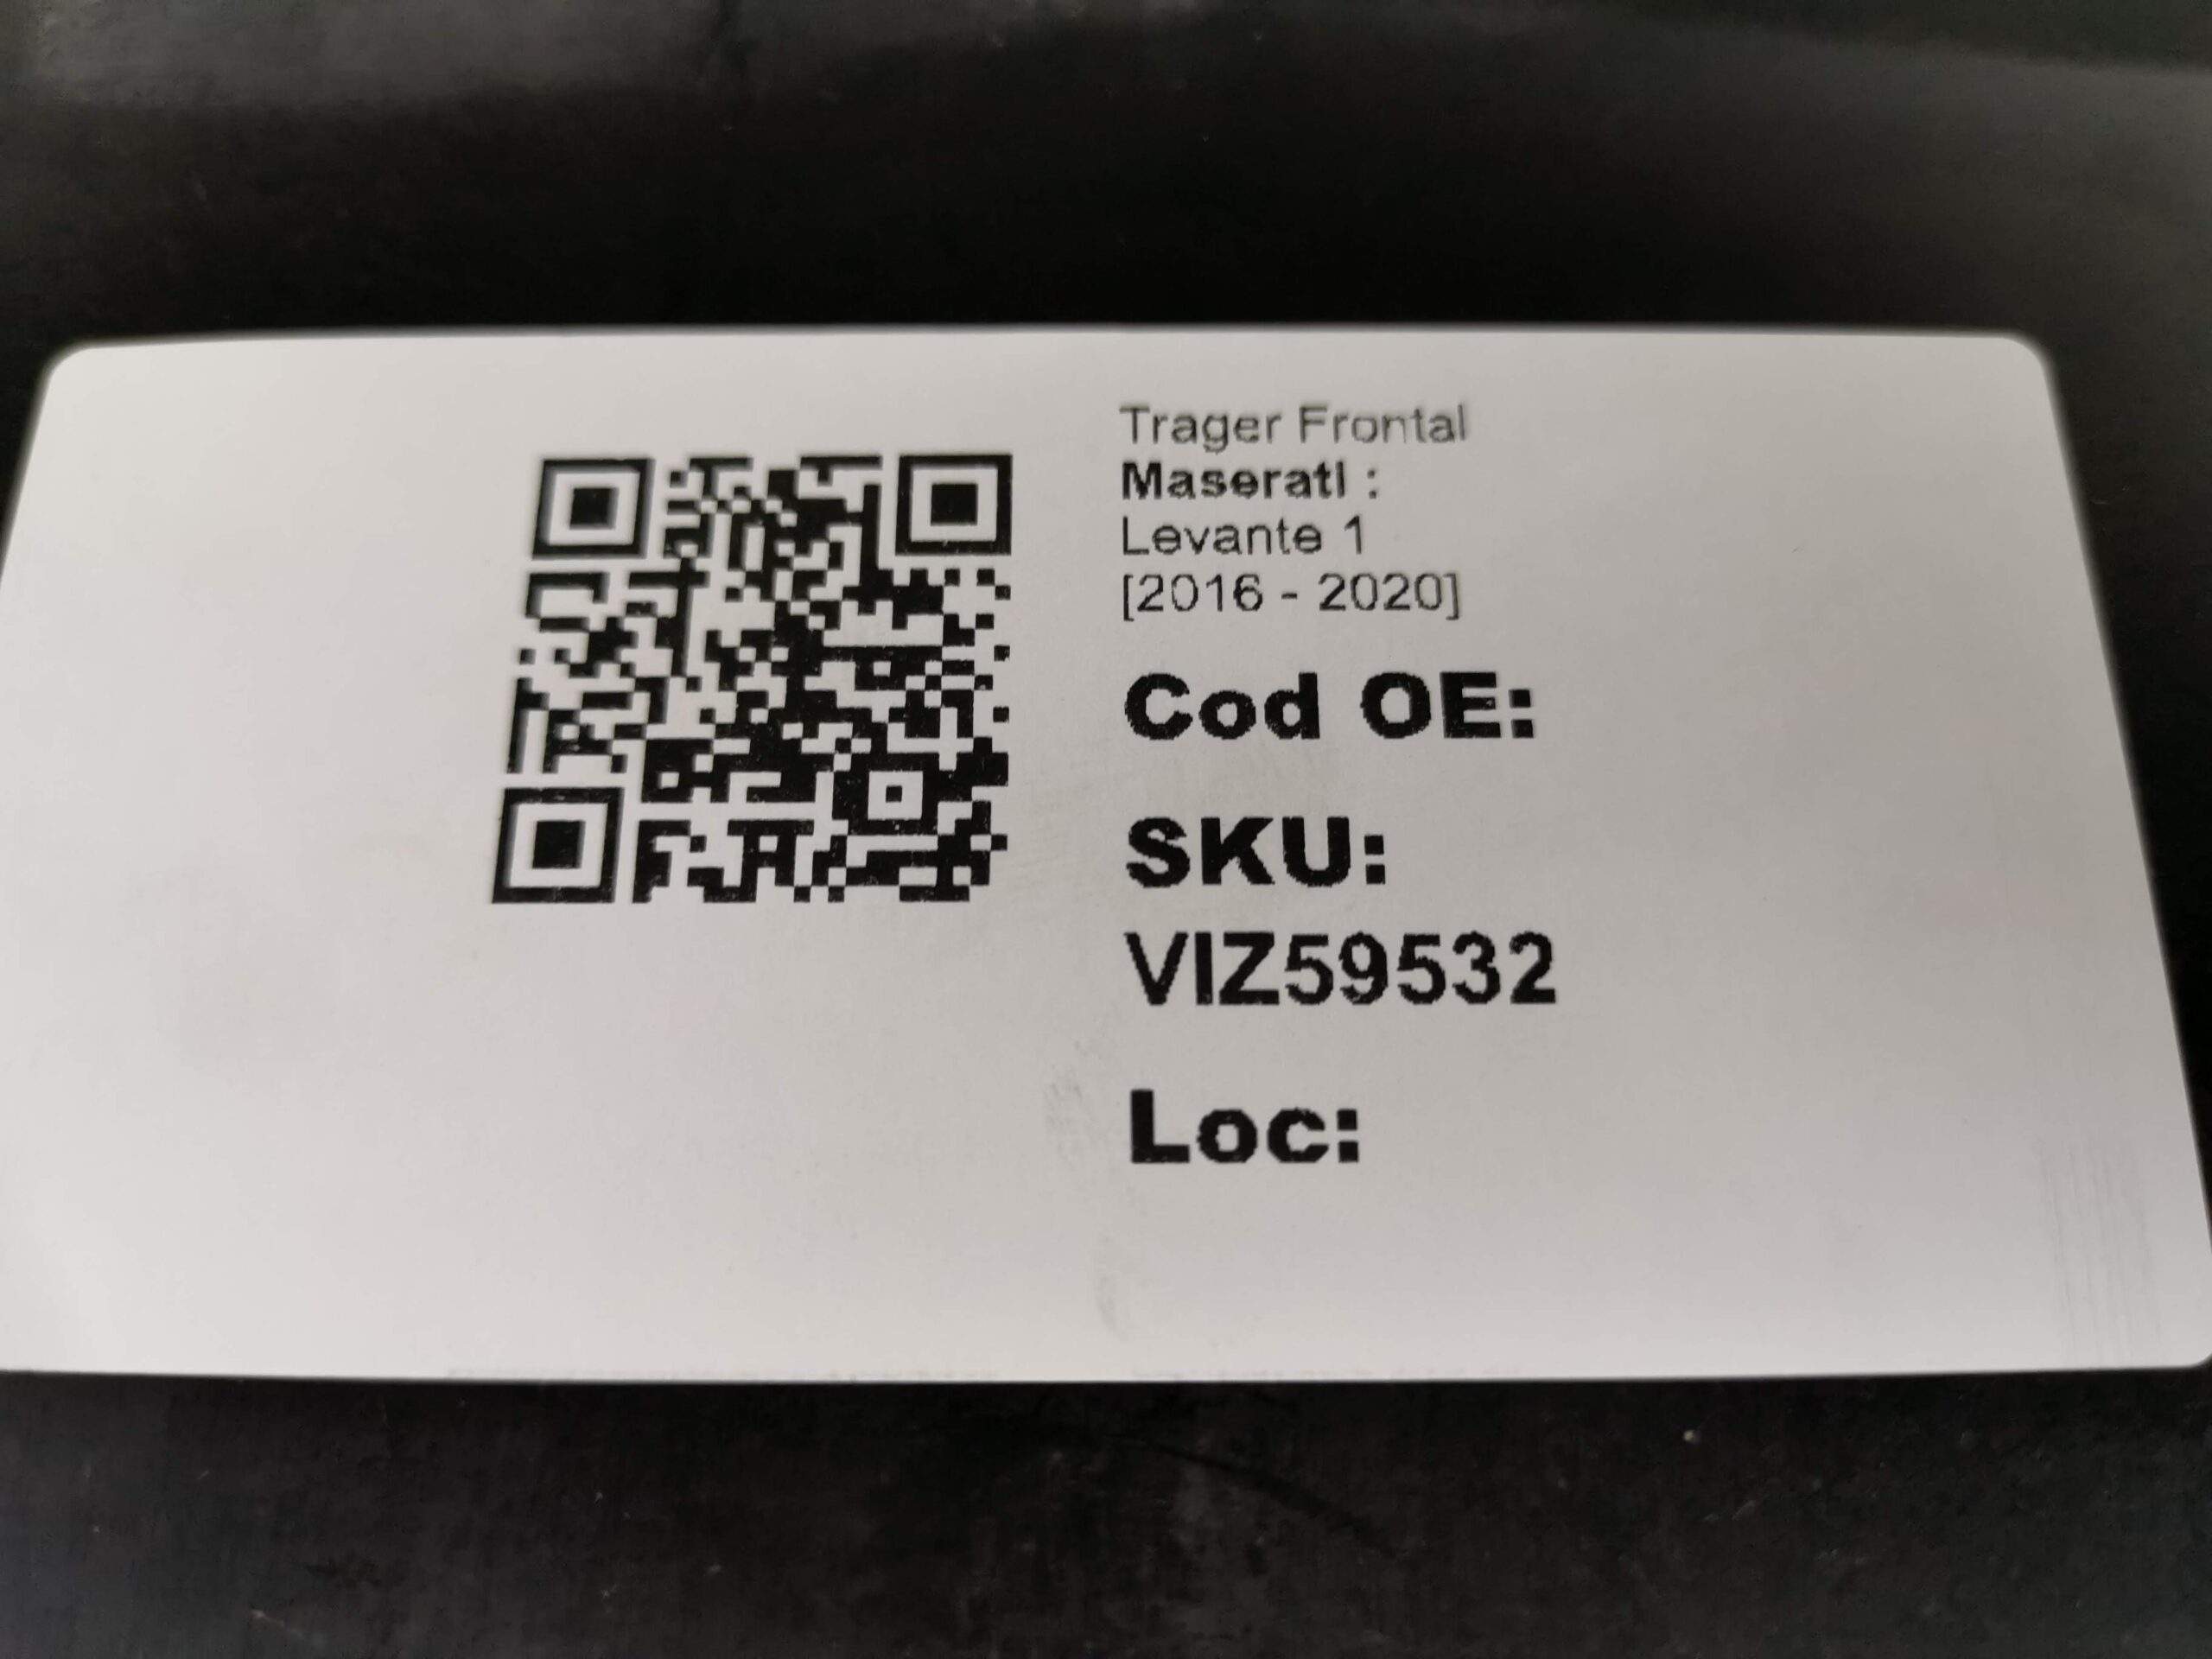 Trager Frontal
Maserati :
Levante 1
[2016 - 2020]
Cod OE:
SKU:
VIZ59532
Loc: